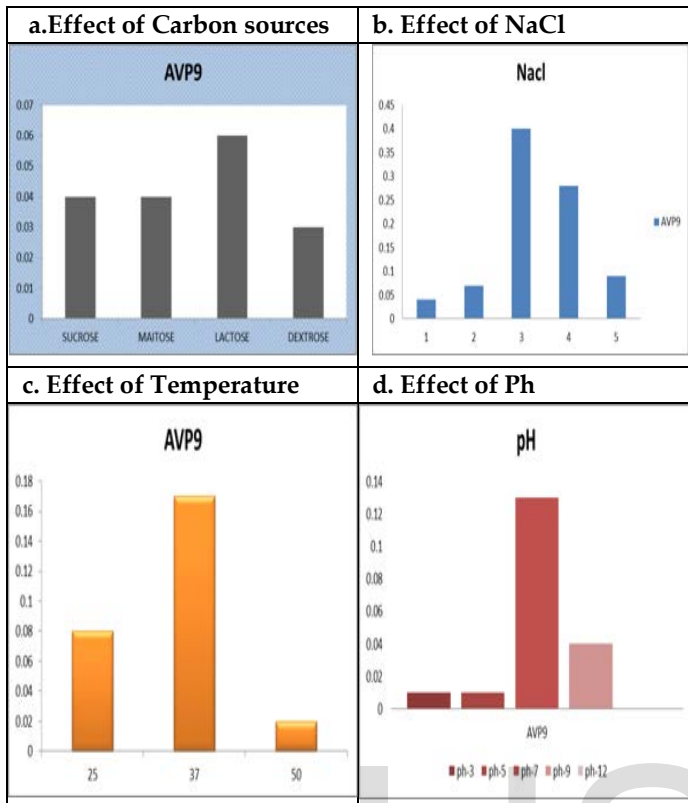 a.Effect of Carbon sources
b. Effect of NaCl
AVP9
0.07
0.06
0.05
0.04
0.03
0.02
0.01
0
SUCROSE MAITOSE LACTOSE DEXTROSE
Nacl
0.45
0.4
0.35
0.3
0.25
0.2
0.15
0.1
0.05
0
1 2 3 4 5
AVP9
c. Effect of Temperature
d. Effect of Ph
AVP9
0.18
0.16
0.14
0.12
0.1
0.08
0.06
0.04
0.02
0
25 37 50
pH
0.14
0.12
0.1
0.08
0.06
0.04
0.02
0
AVP9
ph-3 ph-5 ph-7 ph-9 ph-12